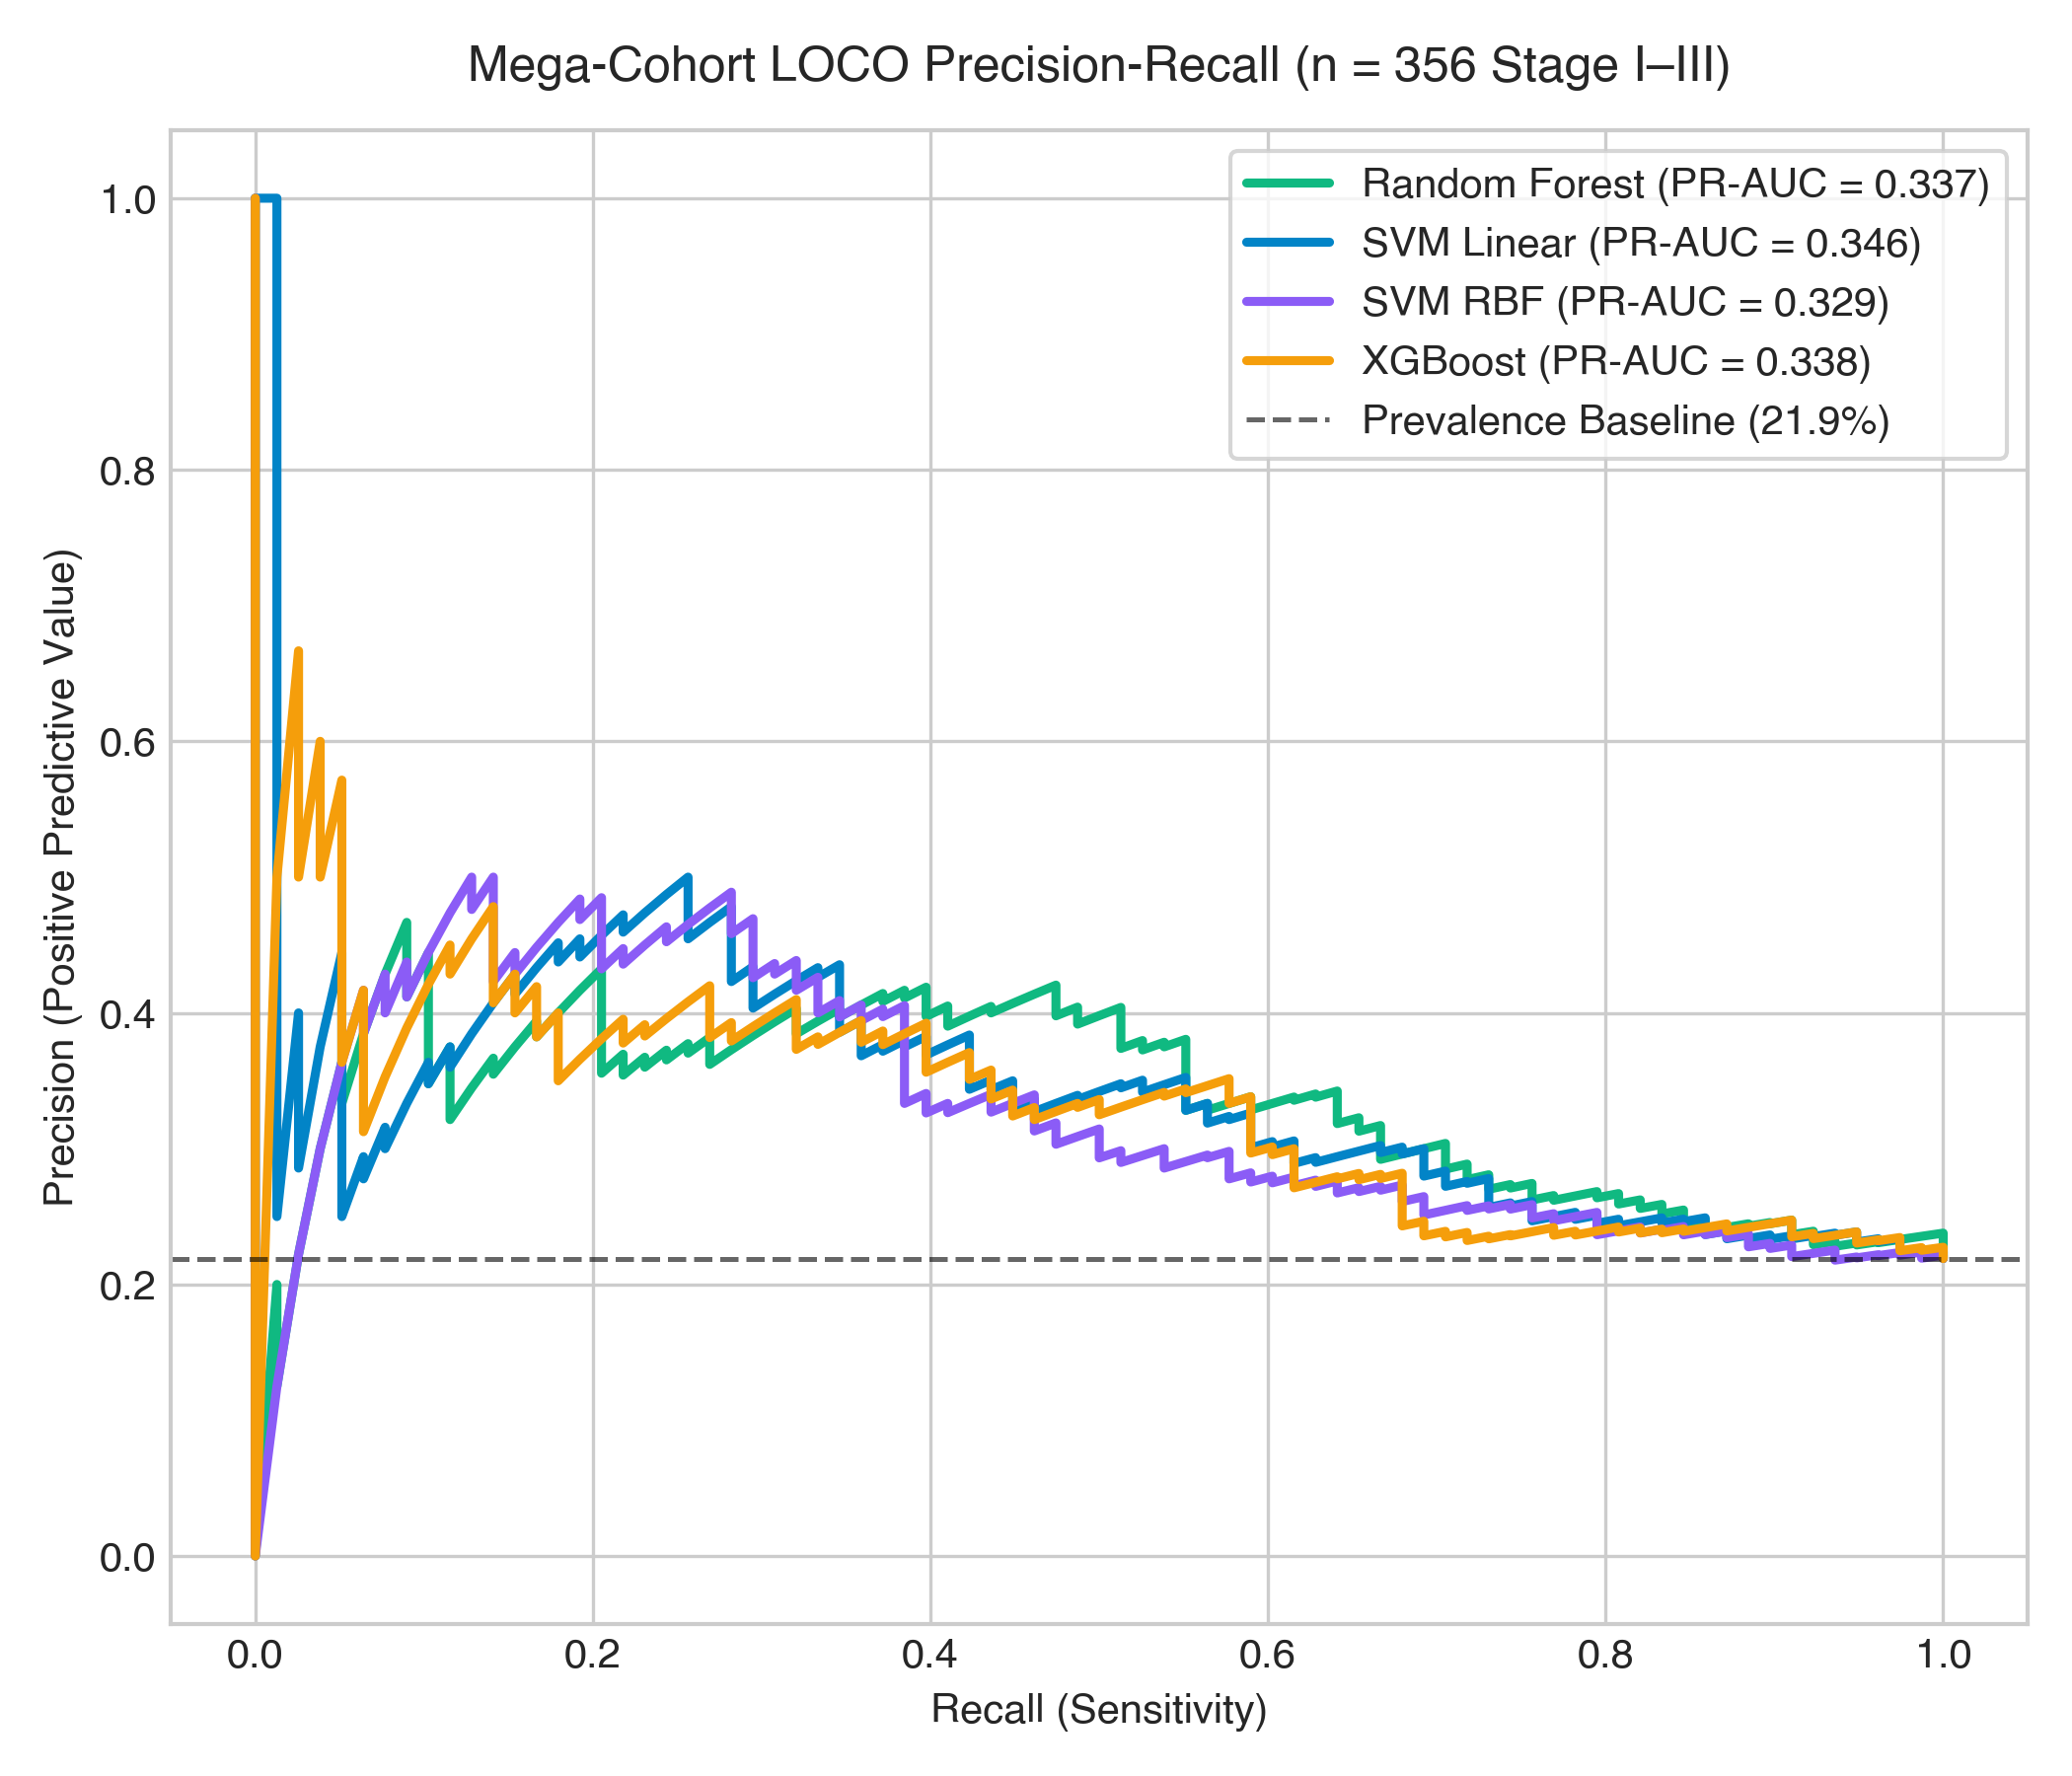 Mega-Cohort LOCO Precision-Recall (n = 356 Stage I–III)
Random Forest (PR-AUC = 0.337)
SVM Linear (PR-AUC = 0.346)
SVM RBF (PR-AUC = 0.329)
XGBoost (PR-AUC = 0.338)
Prevalence Baseline (21.9%)
Precision (Positive Predictive Value)
1.0
0.8
0.6
0.4
0.2
0.0
0.0 0.2 0.4 0.6 0.8 1.0
Recall (Sensitivity)